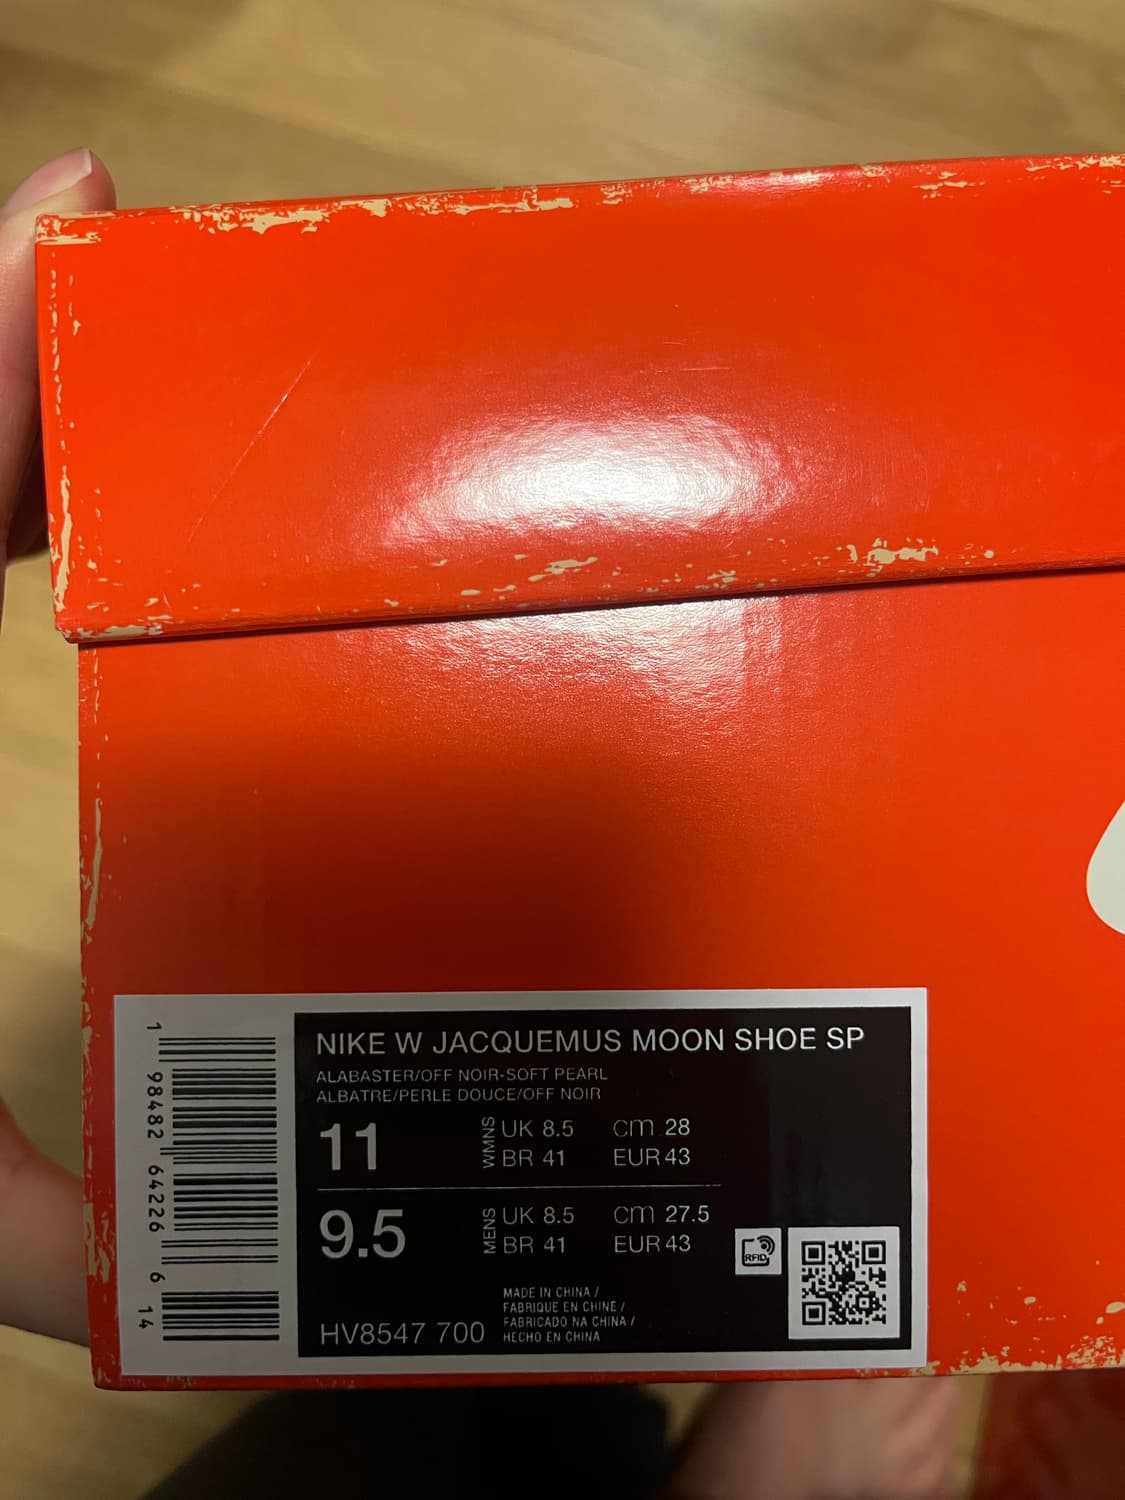 NIKE W JACQUEMUS MOON SHOE SP
ALABASTER/OFF NOIR-SOFT PEARL
ALBATRE/PERLE DOUCE/OFF NOIR
11 WMNS UK 8.5 cm 28
BR 41 EUR 43
9.5 MENS UK 8.5 cm 27.5
BR 41 EUR 43
RFID
HV8547 700
MADE IN CHINA /
FABRIQUE EN CHINE /
FABRICADO NA CHINA /
HECHO EN CHINA
1 98482 64226 6 14